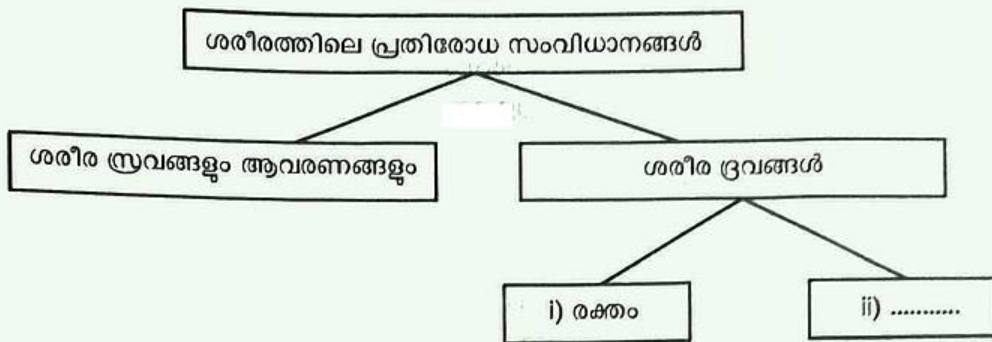 ശരീരത്തിലെ പ്രതിരോധ സംവിധാനങ്ങൾ
ശരീര സ്രവങ്ങളും ആവരണങ്ങളും
ശരീര ദ്രവങ്ങൾ
i) രക്തം
ii) ...........